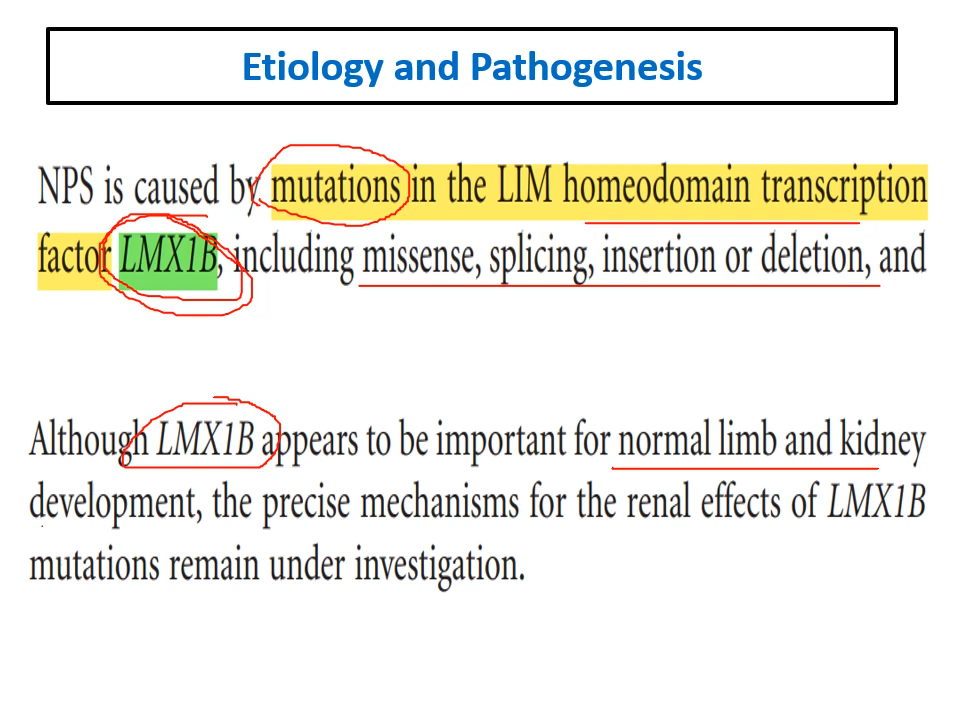 Etiology and Pathogenesis
NPS is caused by mutations in the LIM homeodomain transcription
factor LMX1B, including missense, splicing, insertion or deletion, and
Although LMX1B appears to be important for normal limb and kidney
development, the precise mechanisms for the renal effects of LMX1B
mutations remain under investigation.